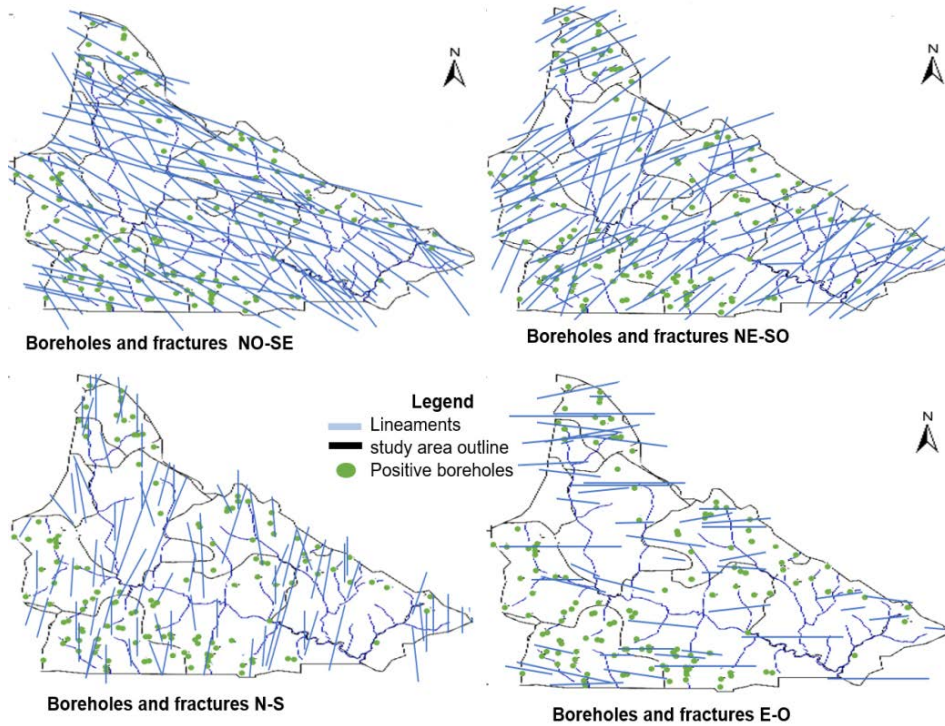 N
N
Boreholes and fractures NO-SE
Boreholes and fractures NE-SO
Legend
Lineaments
study area outline
Positive boreholes
N
Boreholes and fractures N-S
Boreholes and fractures E-O